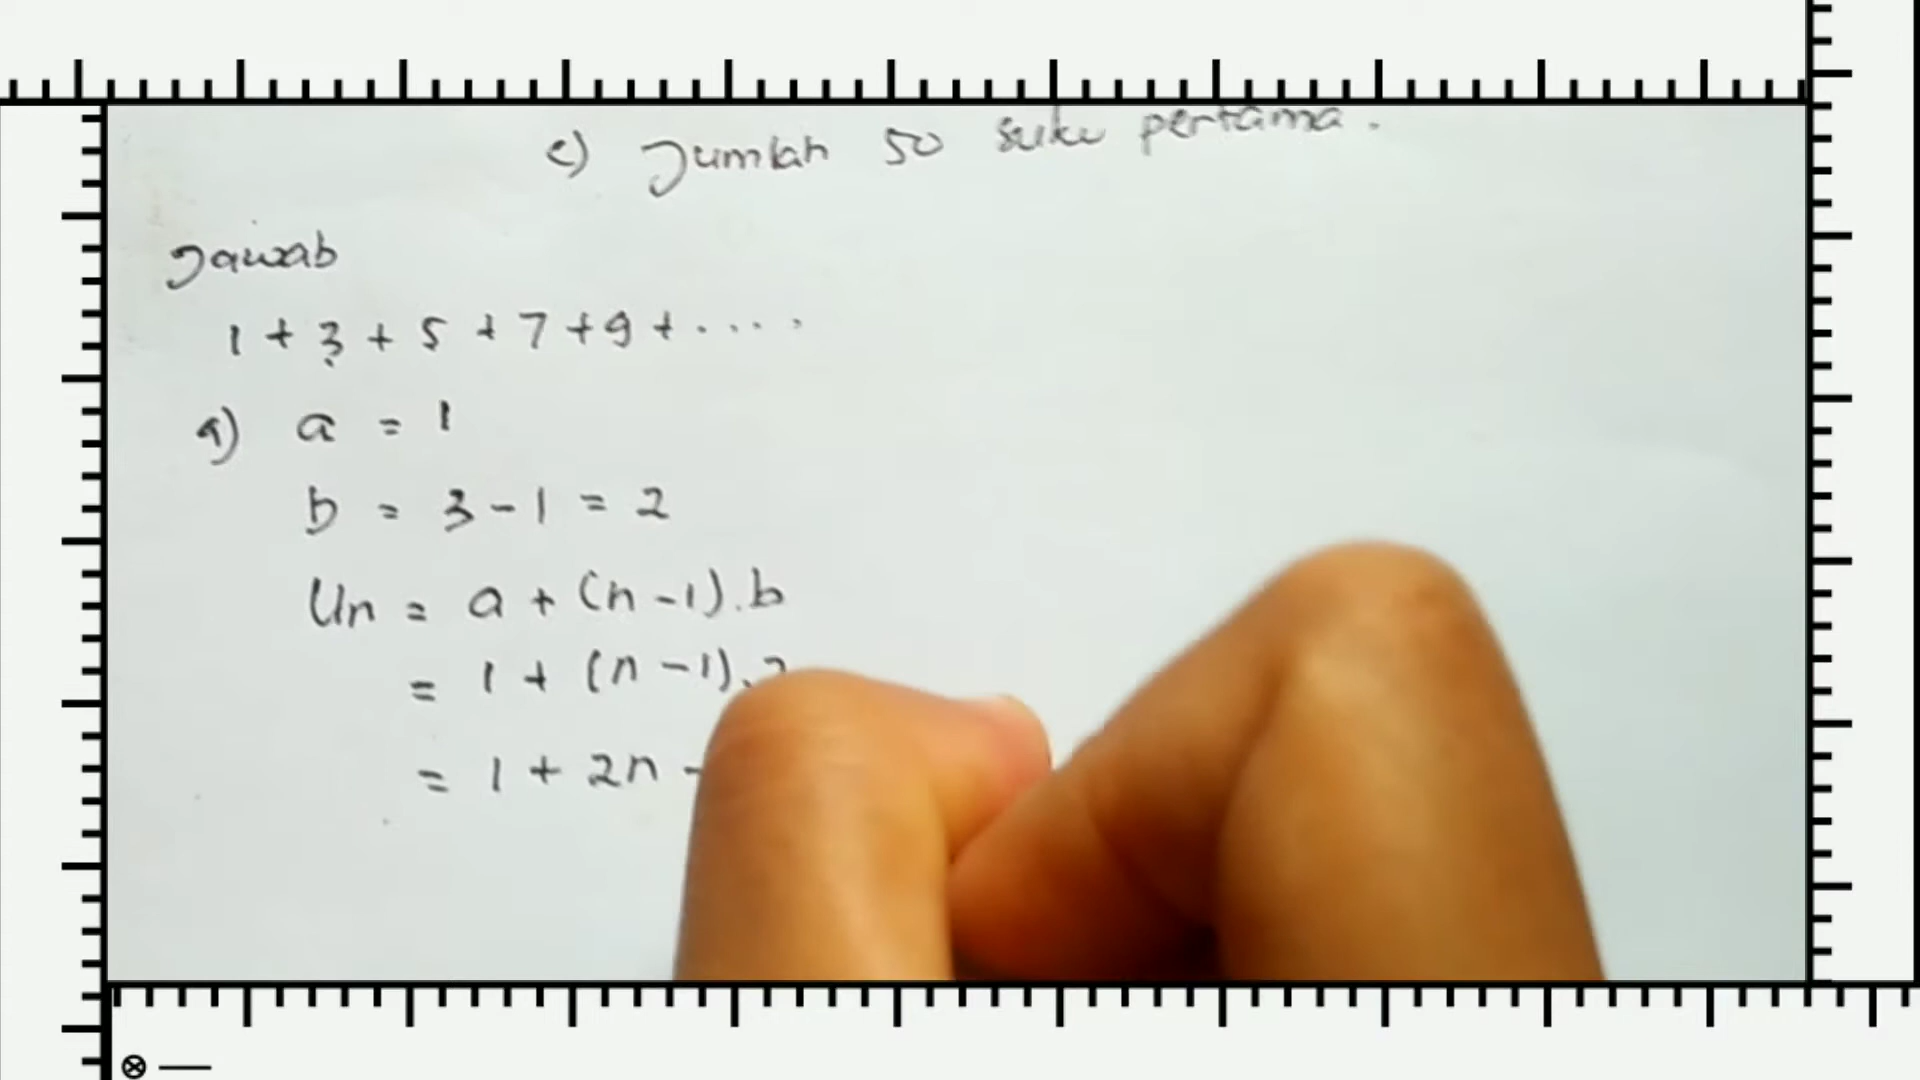 c) Jumlah 50 suku pertama.
Jawab
1 + 3 + 5 + 7 + 9 + .....
a) a = 1
b = 3 - 1 = 2
Un = a + (n - 1) . b
= 1 + (n - 1) . 2
= 1 + 2n -